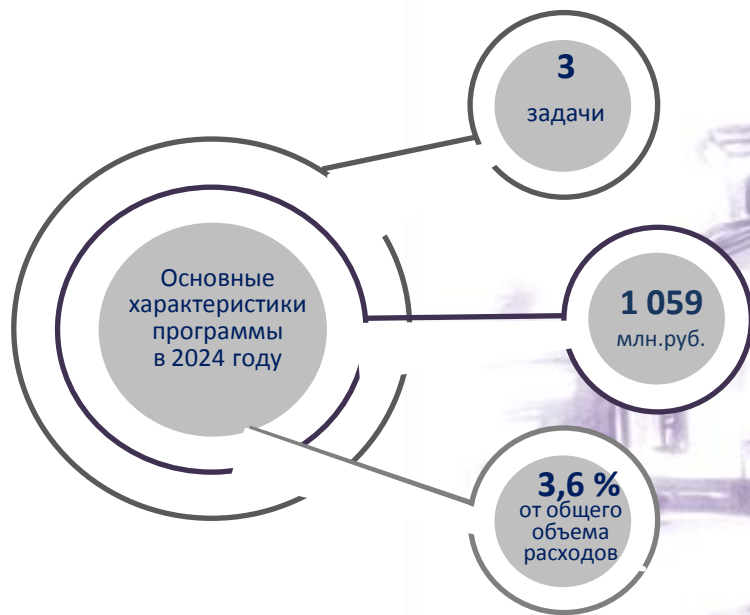 3
задачи
Основные
характеристики
программы
в 2024 году
1 059
млн.руб.
3,6 %
от общего
объема
расходов